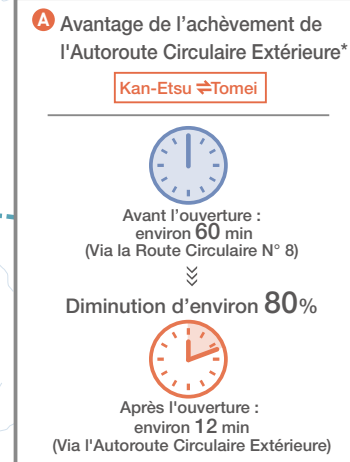 A Avantage de l’achèvement de
l'Autoroute Circulaire Extérieure*
Kan-Etsu ⇌Tomei
Avant l’ouverture :
environ 60 min
(Via la Route Circulaire N° 8)
Diminution d’environ 80%
Après l'ouverture :
environ 12 min
(Via l'Autoroute Circulaire Extérieure)